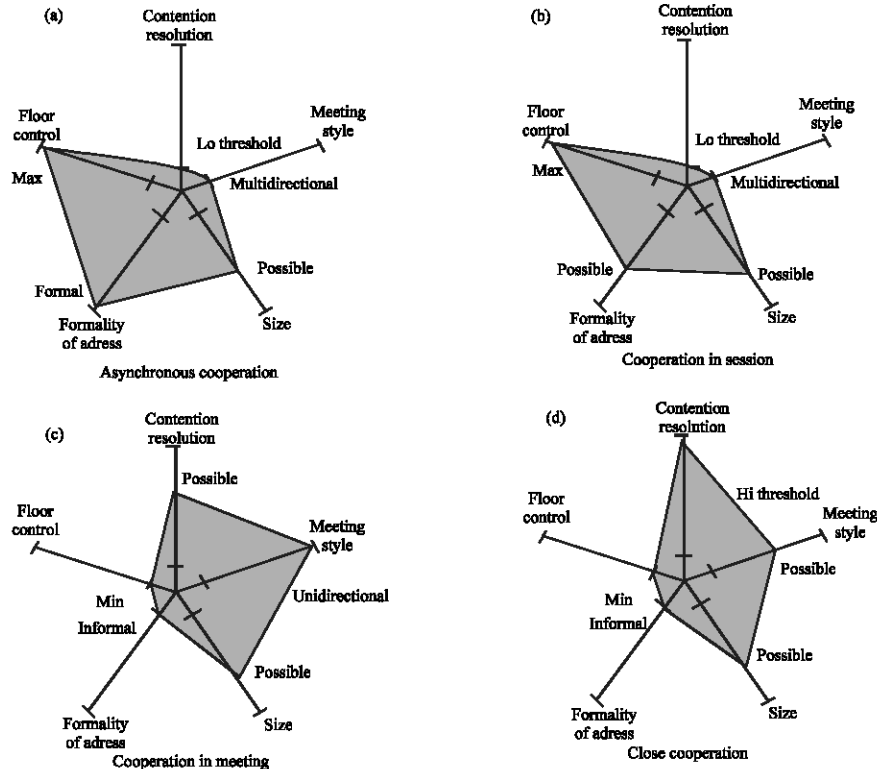 (a)
Contention
resolution
Floor
control
Meeting
style
Lo threshold
Max
Multidirectional
Possible
Formal
Formality
of adress
Size
Asynchronous cooperation
(b)
Contention
resolution
Floor
control
Meeting
style
Lo threshold
Max
Multidirectional
Possible
Possible
Formality
of adress
Size
Cooperation in session
(c)
Contention
resolution
Possible
Floor
control
Meeting
style
Min
Unidirectional
Informal
Possible
Formality
of adress
Size
Cooperation in meeting
(d)
Contention
resolution
Hi threshold
Floor
control
Meeting
style
Possible
Min
Informal
Possible
Formality
of adress
Size
Close cooperation